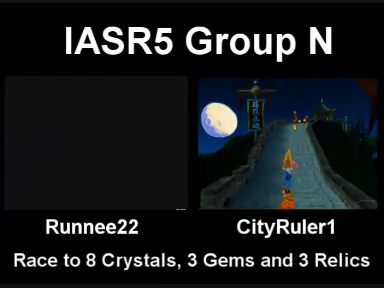 IASR5 Group N
Runnee22
CityRuler1
Race to 8 Crystals, 3 Gems and 3 Relics